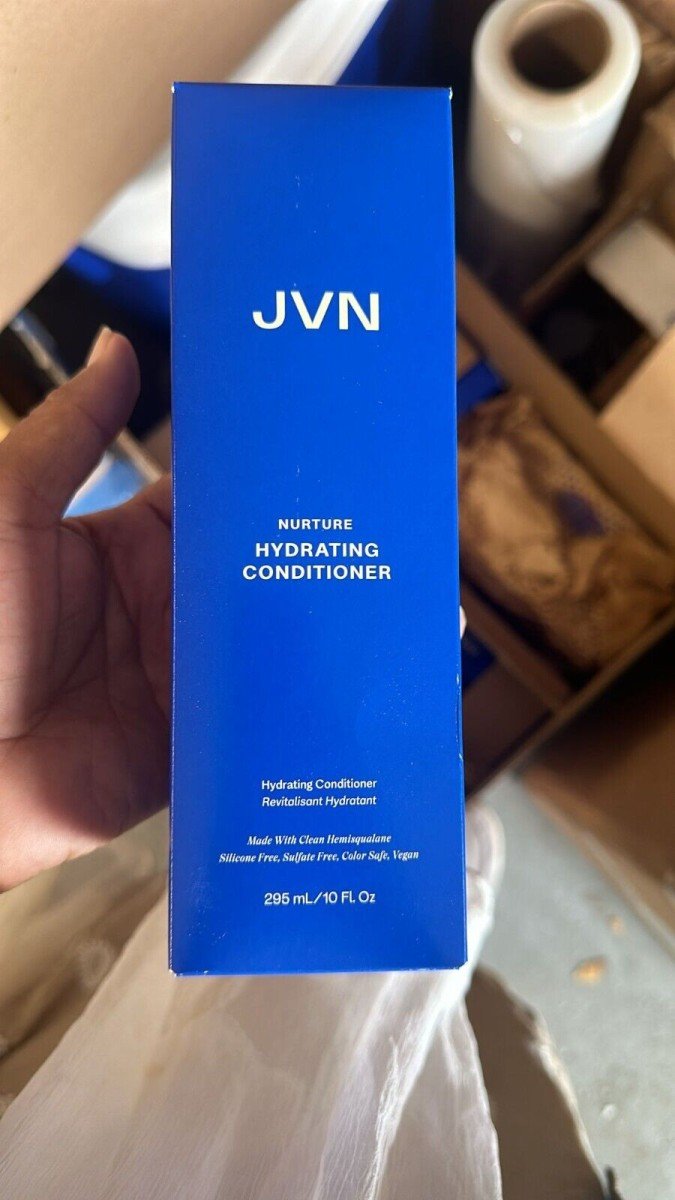 JVN
NURTURE
HYDRATING
CONDITIONER
Hydrating Conditioner
Revitalisant Hydratant
Made With Clean Hemisqualane
Silicone Free, Sulfate Free, Color Safe, Vegan
295 mL/10 Fl. Oz